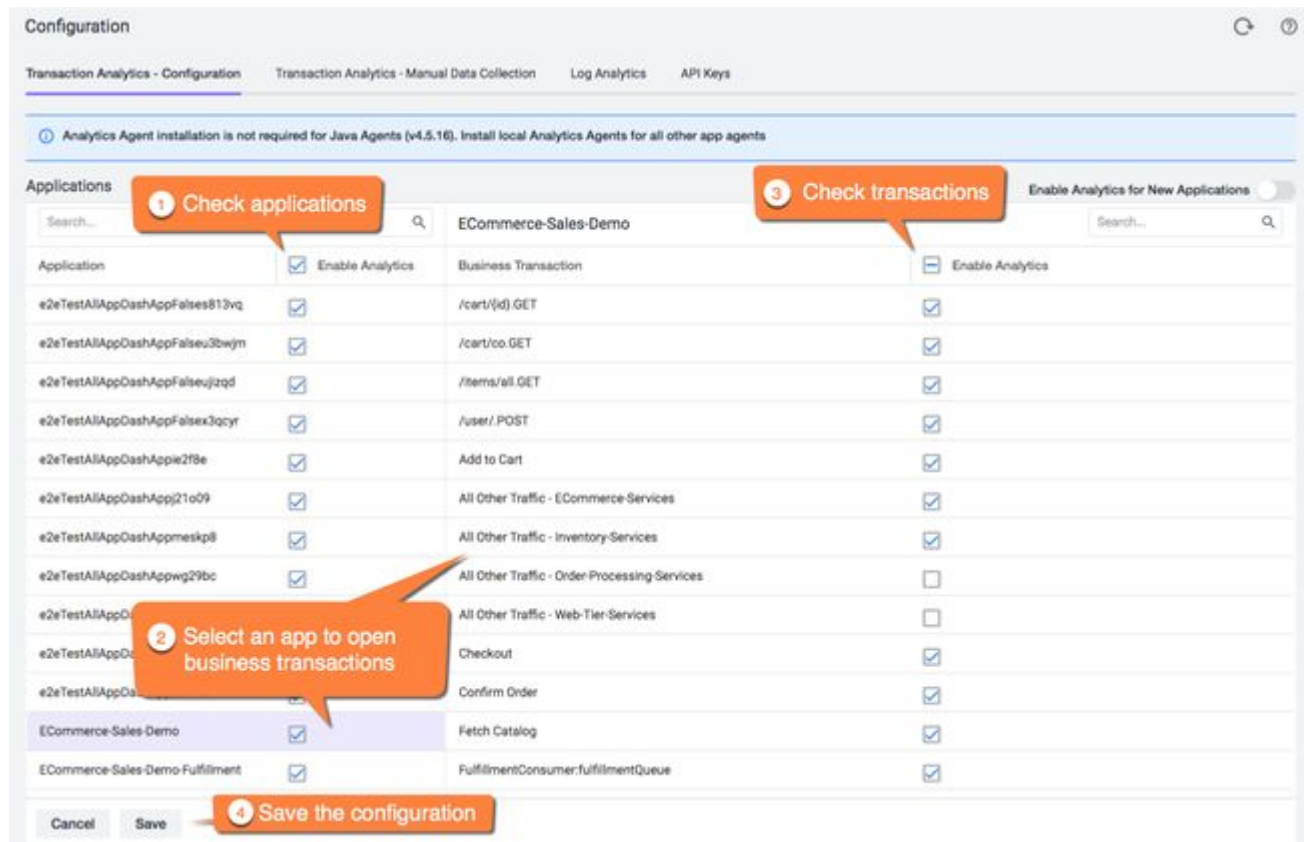 Configuration
Transaction Analytics - Configuration Transaction Analytics - Manual Data Collection Log Analytics API Keys
Analytics Agent installation is not required for Java Agents (v4.5.16). Install local Analytics Agents for all other app agents
Applications
1 Check applications
3 Check transactions
Enable Analytics for New Applications
Search...
ECommerce-Sales-Demo
Search...
Application Enable Analytics Business Transaction Enable Analytics
e2eTestAllAppDashAppFalses813vq /cart/{id}.GET
e2eTestAllAppDashAppFalseu3bwjm /cart/co.GET
e2eTestAllAppDashAppFalseujizqd /items/all.GET
e2eTestAllAppDashAppFalsex3qcyr /user/.POST
e2eTestAllAppDashAppie2f8e Add to Cart
e2eTestAllAppDashAppj21o09 All Other Traffic - ECommerce-Services
e2eTestAllAppDashAppmeskp8 All Other Traffic - Inventory-Services
e2eTestAllAppDashAppwg29bc All Other Traffic - Order-Processing-Services
All Other Traffic - Web-Tier-Services
2 Select an app to open
business transactions
Checkout
Confirm Order
ECommerce-Sales-Demo Fetch Catalog
ECommerce-Sales-Demo-Fulfillment FulfillmentConsumer:fulfillmentQueue
Cancel Save
4 Save the configuration